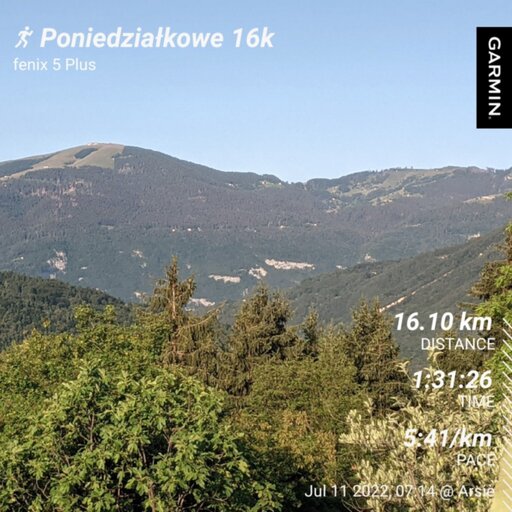 Poniedziałkowe 16k
fenix 5 Plus
GARMIN.
16.10 km
DISTANCE
1:31:26
TIME
5:41/km
PACE
Jul 11 2022, 07:14 @ Arsie